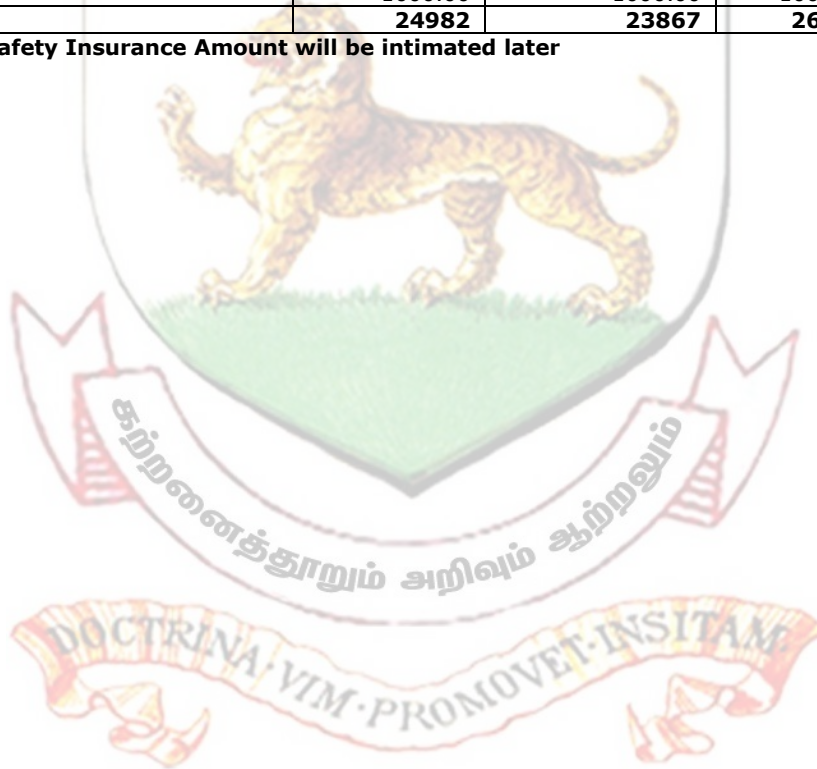 24982 23867
afety Insurance Amount will be intimated later
கற்றனைத்தூறும் அறிவும் ஆற்றலும்
DOCTRINA·VIM·PROMOVET·INSITAM